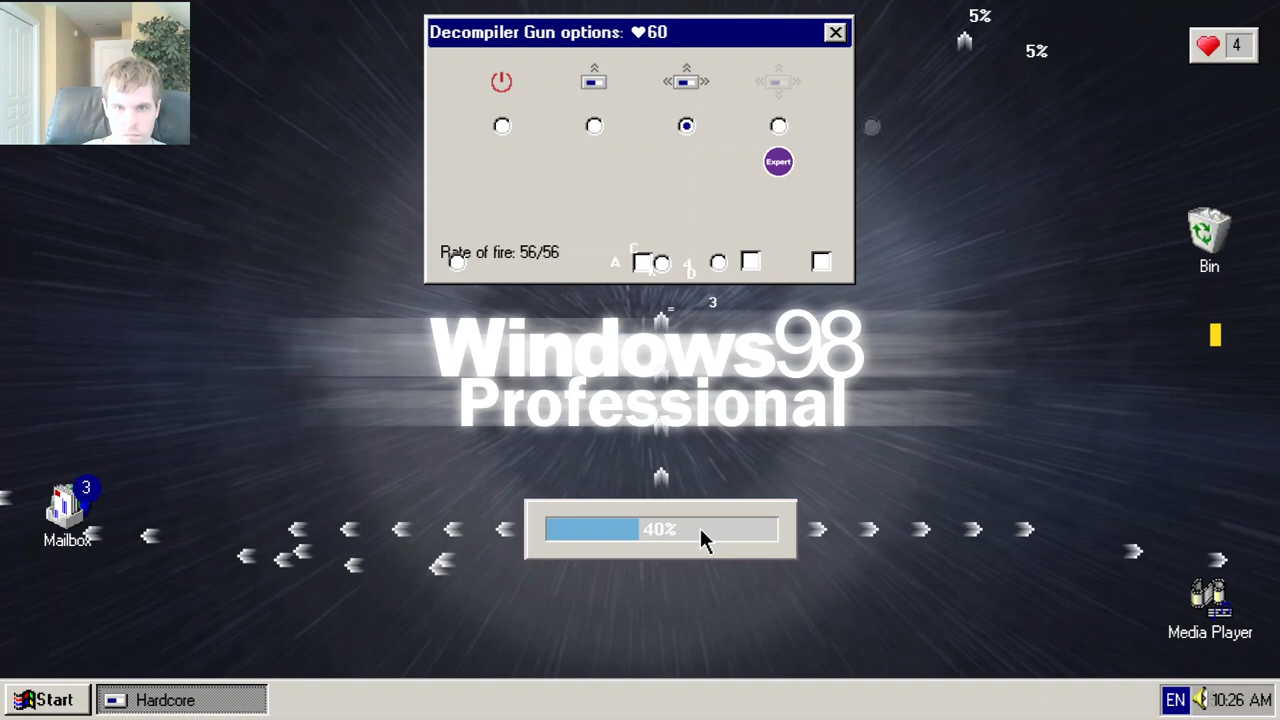 5%
Decompiler Gun options: ♥60
4
5%
Expert
Rate of fire: 56/56
C
A
4
D
3
=
Bin
Windows98
Professional
3
Mailbox
40%
Media Player
Start
Hardcore
EN
10:26 AM